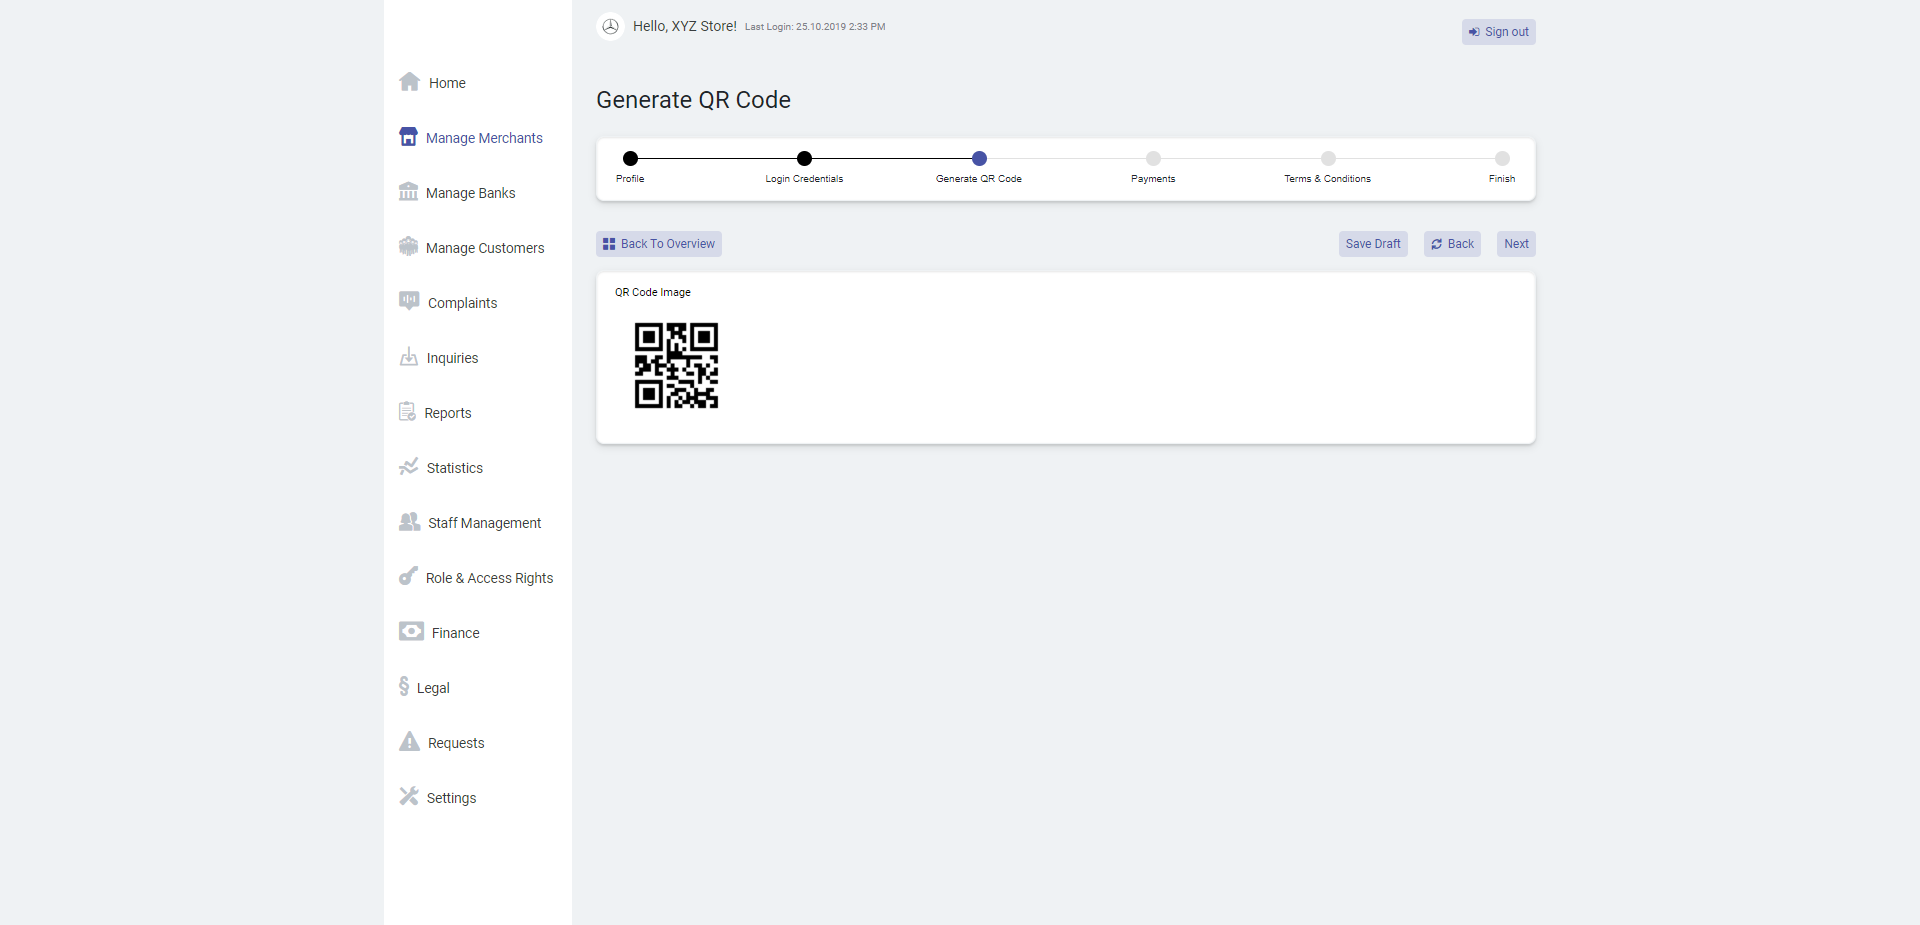 Hello, XYZ Store! Last Login: 25.10.2019 2:33 PM
Sign out
Home
Manage Merchants
Manage Banks
Manage Customers
Complaints
Inquiries
Reports
Statistics
Staff Management
Role & Access Rights
Finance
§ Legal
Requests
Settings
Generate QR Code
Profile
Login Credentials
Generate QR Code
Payments
Terms & Conditions
Finish
Back To Overview
Save Draft
Back
Next
QR Code Image